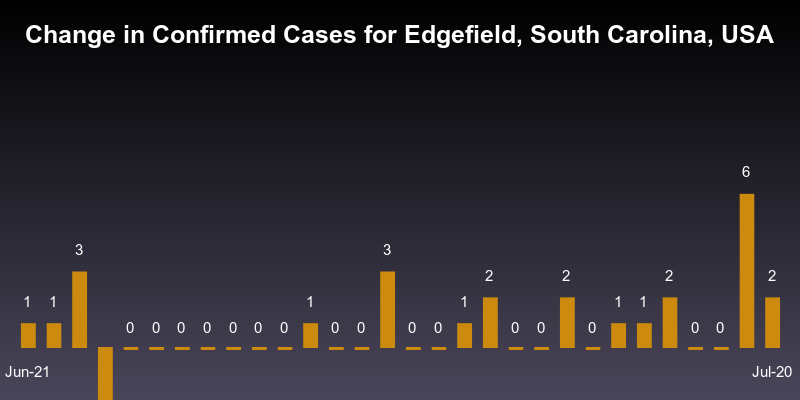 Change in Confirmed Cases for Edgefield, South Carolina, USA
1 1 3 0 0 0 0 0 0 0 1 0 0 3 0 0 1 2 0 0 2 0 1 1 2 0 0 6 2
Jun-21 Jul-20